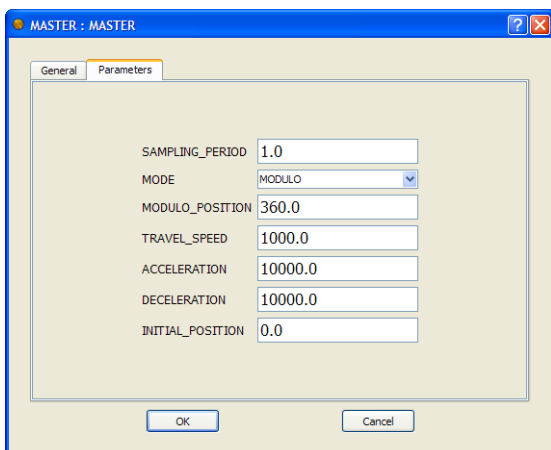 MASTER : MASTER
General Parameters
SAMPLING_PERIOD 1.0
MODE MODULO
MODULO_POSITION 360.0
TRAVEL_SPEED 1000.0
ACCELERATION 10000.0
DECELERATION 10000.0
INITIAL_POSITION 0.0
OK Cancel